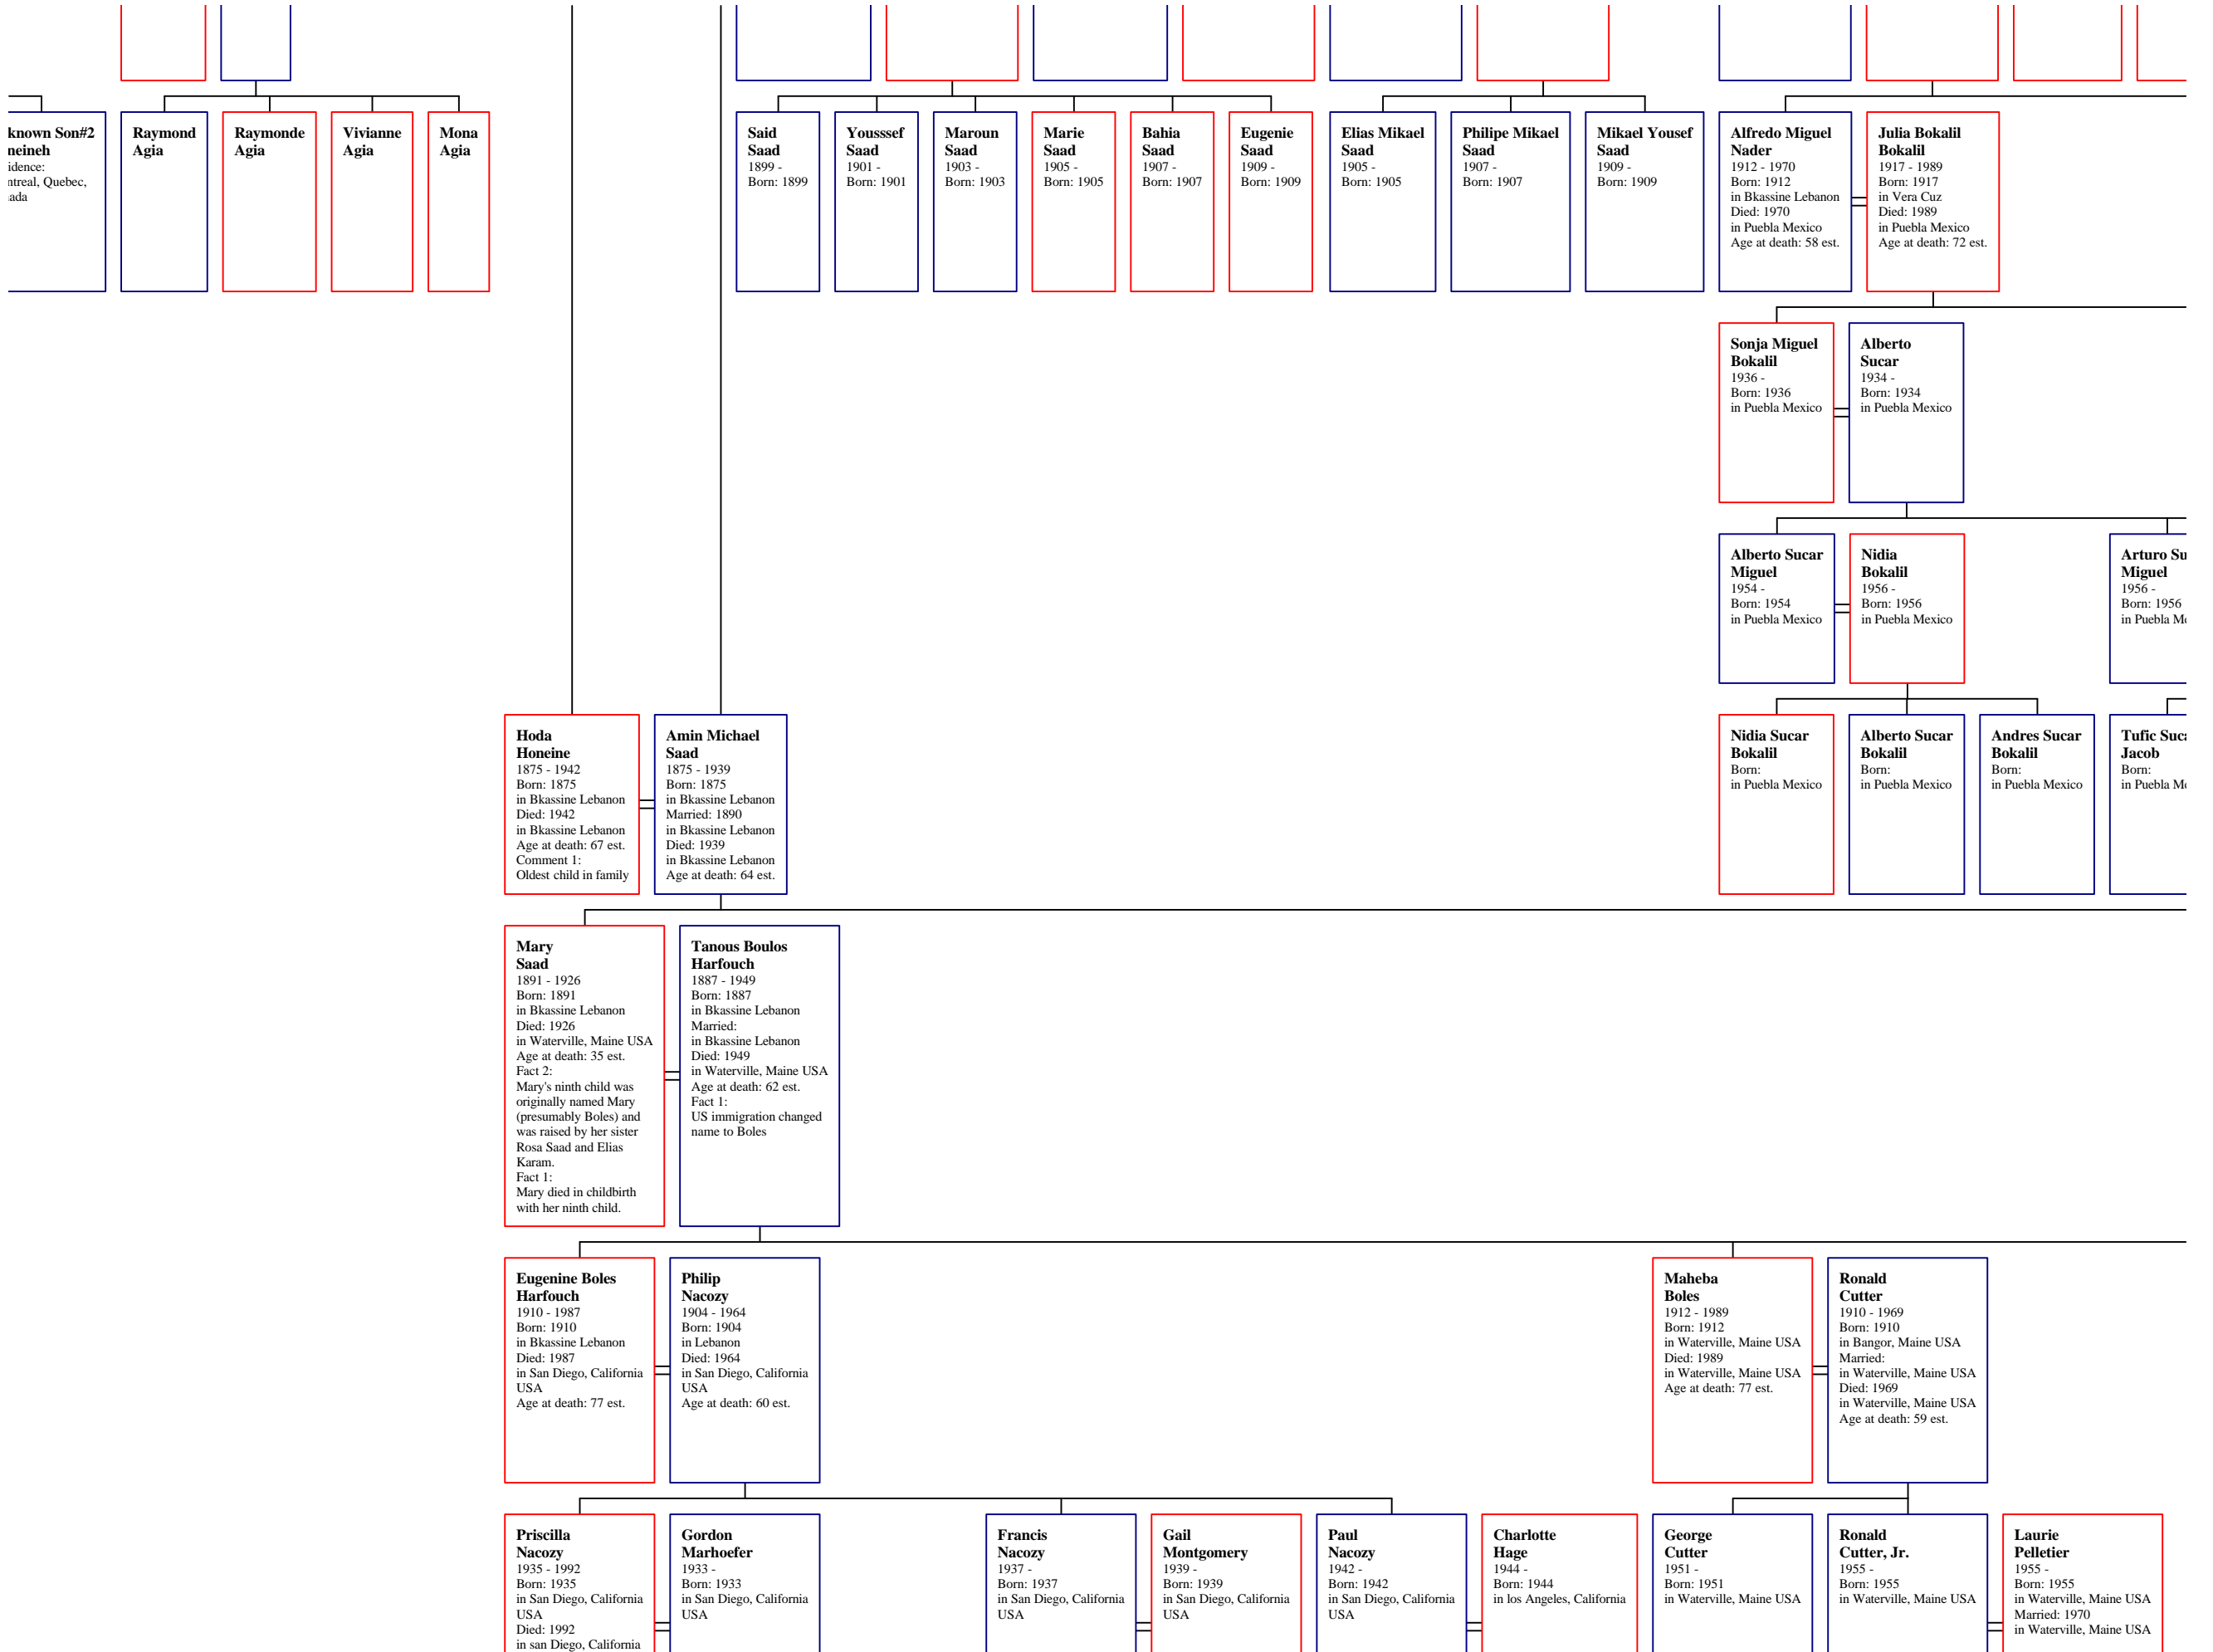 known Son#2
neineh
idence:
ntreal, Quebec,
ada
Raymond
Agia
Raymonde
Agia
Vivianne
Agia
Mona
Agia
Said
Saad
1899 -
Born: 1899
Yousssef
Saad
1901 -
Born: 1901
Maroun
Saad
1903 -
Born: 1903
Marie
Saad
1905 -
Born: 1905
Bahia
Saad
1907 -
Born: 1907
Eugenie
Saad
1909 -
Born: 1909
Elias Mikael
Saad
1905 -
Born: 1905
Philipe Mikael
Saad
1907 -
Born: 1907
Mikael Yousef
Saad
1909 -
Born: 1909
Alfredo Miguel
Nader
1912 - 1970
Born: 1912
in Bkassine Lebanon
Died: 1970
in Puebla Mexico
Age at death: 58 est.
Julia Bokalil
Bokalil
1917 - 1989
Born: 1917
in Vera Cuz
Died: 1989
in Puebla Mexico
Age at death: 72 est.
Sonja Miguel
Bokalil
1936 -
Born: 1936
in Puebla Mexico
Alberto
Sucar
1934 -
Born: 1934
in Puebla Mexico
Alberto Sucar
Miguel
1954 -
Born: 1954
in Puebla Mexico
Nidia
Bokalil
1956 -
Born: 1956
in Puebla Mexico
Arturo Su
Miguel
1956 -
Born: 1956
in Puebla M
Hoda
Honeine
1875 - 1942
Born: 1875
in Bkassine Lebanon
Died: 1942
in Bkassine Lebanon
Age at death: 67 est.
Comment 1:
Oldest child in family
Amin Michael
Saad
1875 - 1939
Born: 1875
in Bkassine Lebanon
Married: 1890
in Bkassine Lebanon
Died: 1939
in Bkassine Lebanon
Age at death: 64 est.
Nidia Sucar
Bokalil
Born:
in Puebla Mexico
Alberto Sucar
Bokalil
Born:
in Puebla Mexico
Andres Sucar
Bokalil
Born:
in Puebla Mexico
Tufic Suca
Jacob
Born:
in Puebla M
Mary
Saad
1891 - 1926
Born: 1891
in Bkassine Lebanon
Died: 1926
in Waterville, Maine USA
Age at death: 35 est.
Fact 2:
Mary's ninth child was
originally named Mary
(presumably Boles) and
was raised by her sister
Rosa Saad and Elias
Karam.
Fact 1:
Mary died in childbirth
with her ninth child.
Tanous Boulos
Harfouch
1887 - 1949
Born: 1887
in Bkassine Lebanon
Married:
in Bkassine Lebanon
Died: 1949
in Waterville, Maine USA
Age at death: 62 est.
Fact 1:
US immigration changed
name to Boles
Eugenine Boles
Harfouch
1910 - 1987
Born: 1910
in Bkassine Lebanon
Died: 1987
in San Diego, California
USA
Age at death: 77 est.
Philip
Nacozy
1904 - 1964
Born: 1904
in Lebanon
Died: 1964
in San Diego, California
USA
Age at death: 60 est.
Maheba
Boles
1912 - 1989
Born: 1912
in Waterville, Maine USA
Died: 1989
in Waterville, Maine USA
Age at death: 77 est.
Ronald
Cutter
1910 - 1969
Born: 1910
in Bangor, Maine USA
Married:
in Waterville, Maine USA
Died: 1969
in Waterville, Maine USA
Age at death: 59 est.
Priscilla
Nacozy
1935 - 1992
Born: 1935
in San Diego, California
USA
Died: 1992
in san Diego, California
Gordon
Marhoefer
1933 -
Born: 1933
in San Diego, California
USA
Francis
Nacozy
1937 -
Born: 1937
in San Diego, California
USA
Gail
Montgomery
1939 -
Born: 1939
in San Diego, California
USA
Paul
Nacozy
1942 -
Born: 1942
in San Diego, California
USA
Charlotte
Hage
1944 -
Born: 1944
in los Angeles, California
George
Cutter
1951 -
Born: 1951
in Waterville, Maine USA
Ronald
Cutter, Jr.
1955 -
Born: 1955
in Waterville, Maine USA
Laurie
Pelletier
1955 -
Born: 1955
in Waterville, Maine USA
Married: 1970
in Waterville, Maine USA